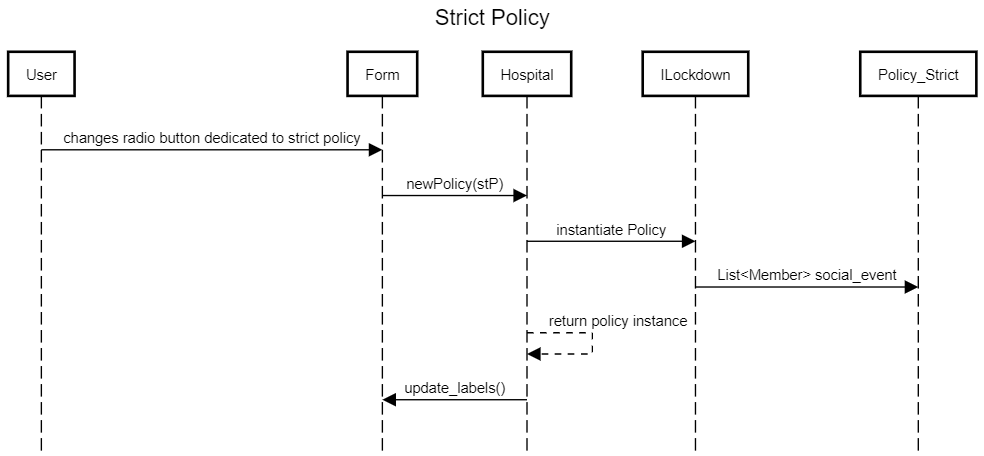 Strict Policy
User
Form
Hospital
ILockdown
Policy_Strict
changes radio button dedicated to strict policy
newPolicy(stP)
instantiate Policy
List<Member> social_event
return policy instance
update_labels()